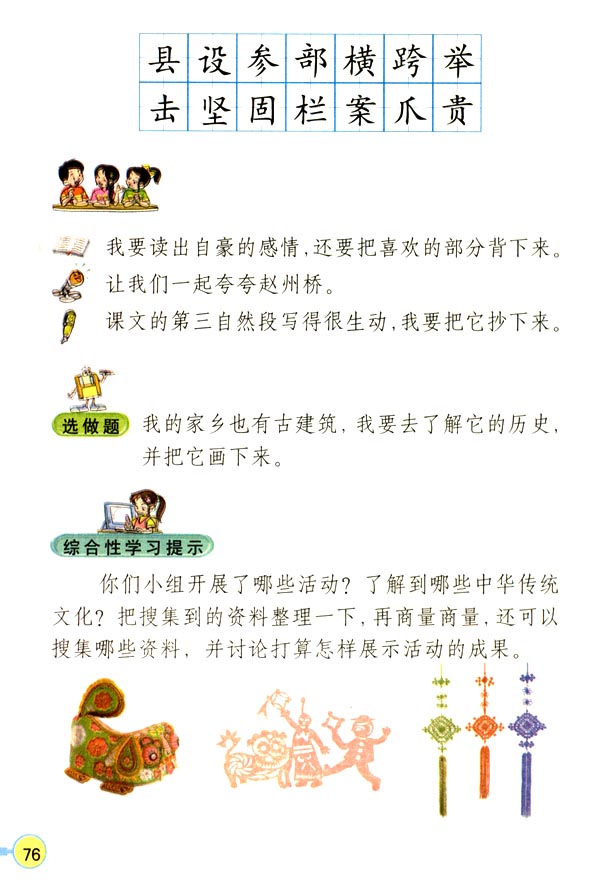 县设参部横跨举
击坚固栏案爪贵
我要读出自豪的感情,还要把喜欢的部分背下来。
让我们一起夸夸赵州桥。
课文的第三自然段写得很生动,我要把它抄下来。
选做题
我的家乡也有古建筑,我要去了解它的历史,
并把它画下来。
综合性学习提示
你们小组开展了哪些活动?了解到哪些中华传统
文化?把搜集到的资料整理一下,再商量商量,还可以
搜集哪些资料,并讨论打算怎样展示活动的成果。
76